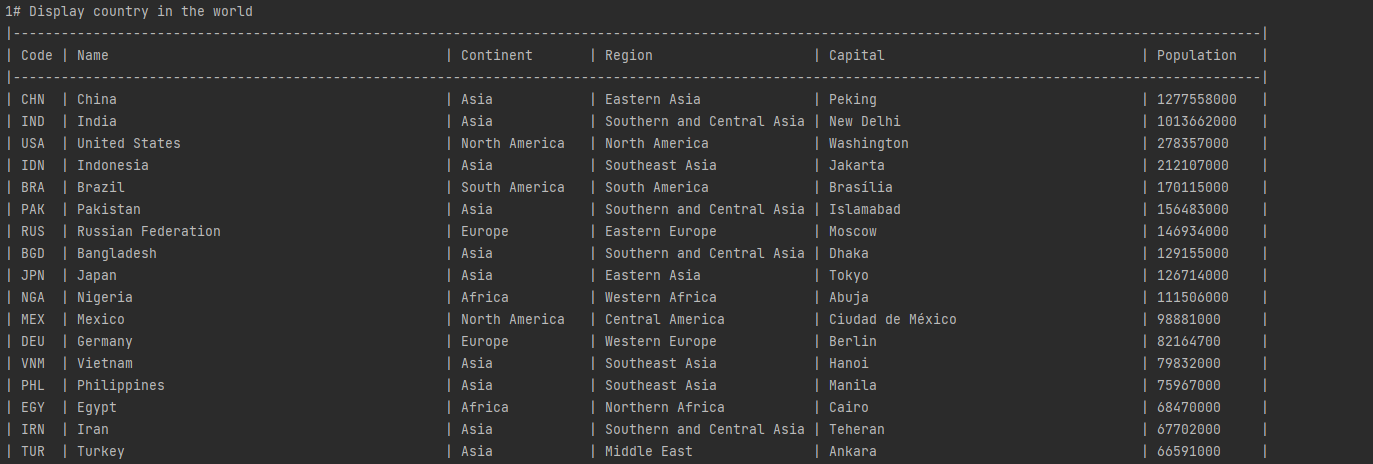 1# Display country in the world
|------------------------------------------------------------------------------------------------------------------------------------------------------------|
| Code | Name                                          | Continent       | Region                    | Capital                               | Population   |
|------------------------------------------------------------------------------------------------------------------------------------------------------------|
| CHN  | China                                         | Asia            | Eastern Asia              | Peking                                | 1277558000   |
| IND  | India                                         | Asia            | Southern and Central Asia | New Delhi                             | 1013662000   |
| USA  | United States                                 | North America   | North America             | Washington                            | 278357000    |
| IDN  | Indonesia                                     | Asia            | Southeast Asia            | Jakarta                               | 212107000    |
| BRA  | Brazil                                        | South America   | South America             | Brasília                              | 170115000    |
| PAK  | Pakistan                                      | Asia            | Southern and Central Asia | Islamabad                             | 156483000    |
| RUS  | Russian Federation                            | Europe          | Eastern Europe            | Moscow                                | 146934000    |
| BGD  | Bangladesh                                    | Asia            | Southern and Central Asia | Dhaka                                 | 129155000    |
| JPN  | Japan                                         | Asia            | Eastern Asia              | Tokyo                                 | 126714000    |
| NGA  | Nigeria                                       | Africa          | Western Africa            | Abuja                                 | 111506000    |
| MEX  | Mexico                                        | North America   | Central America           | Ciudad de México                      | 98881000     |
| DEU  | Germany                                       | Europe          | Western Europe            | Berlin                                | 82164700     |
| VNM  | Vietnam                                       | Asia            | Southeast Asia            | Hanoi                                 | 79832000     |
| PHL  | Philippines                                   | Asia            | Southeast Asia            | Manila                                | 75967000     |
| EGY  | Egypt                                         | Africa          | Northern Africa           | Cairo                                 | 68470000     |
| IRN  | Iran                                          | Asia            | Southern and Central Asia | Teheran                               | 67702000     |
| TUR  | Turkey                                        | Asia            | Middle East               | Ankara                                | 66591000     |